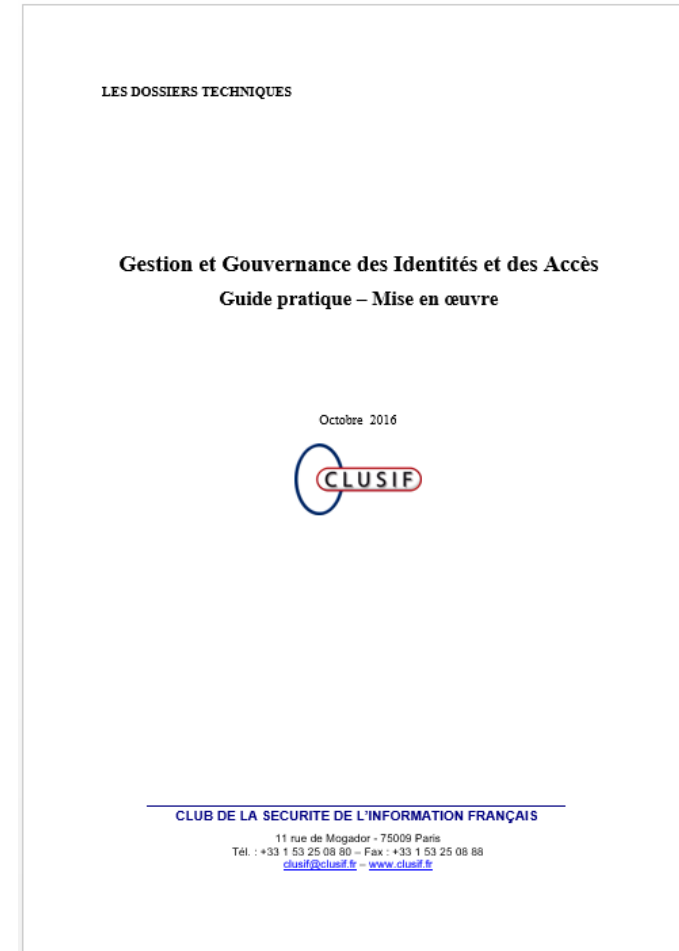 LES DOSSIERS TECHNIQUES
Gestion et Gouvernance des Identités et des Accès
Guide pratique – Mise en œuvre
Octobre 2016
CLUSIF
CLUB DE LA SECURITE DE L'INFORMATION FRANÇAIS
11 rue de Mogador - 75009 Paris
Tél. : +33 1 53 25 08 80 – Fax : +33 1 53 25 08 88
clusif@clusif.fr – www.clusif.fr